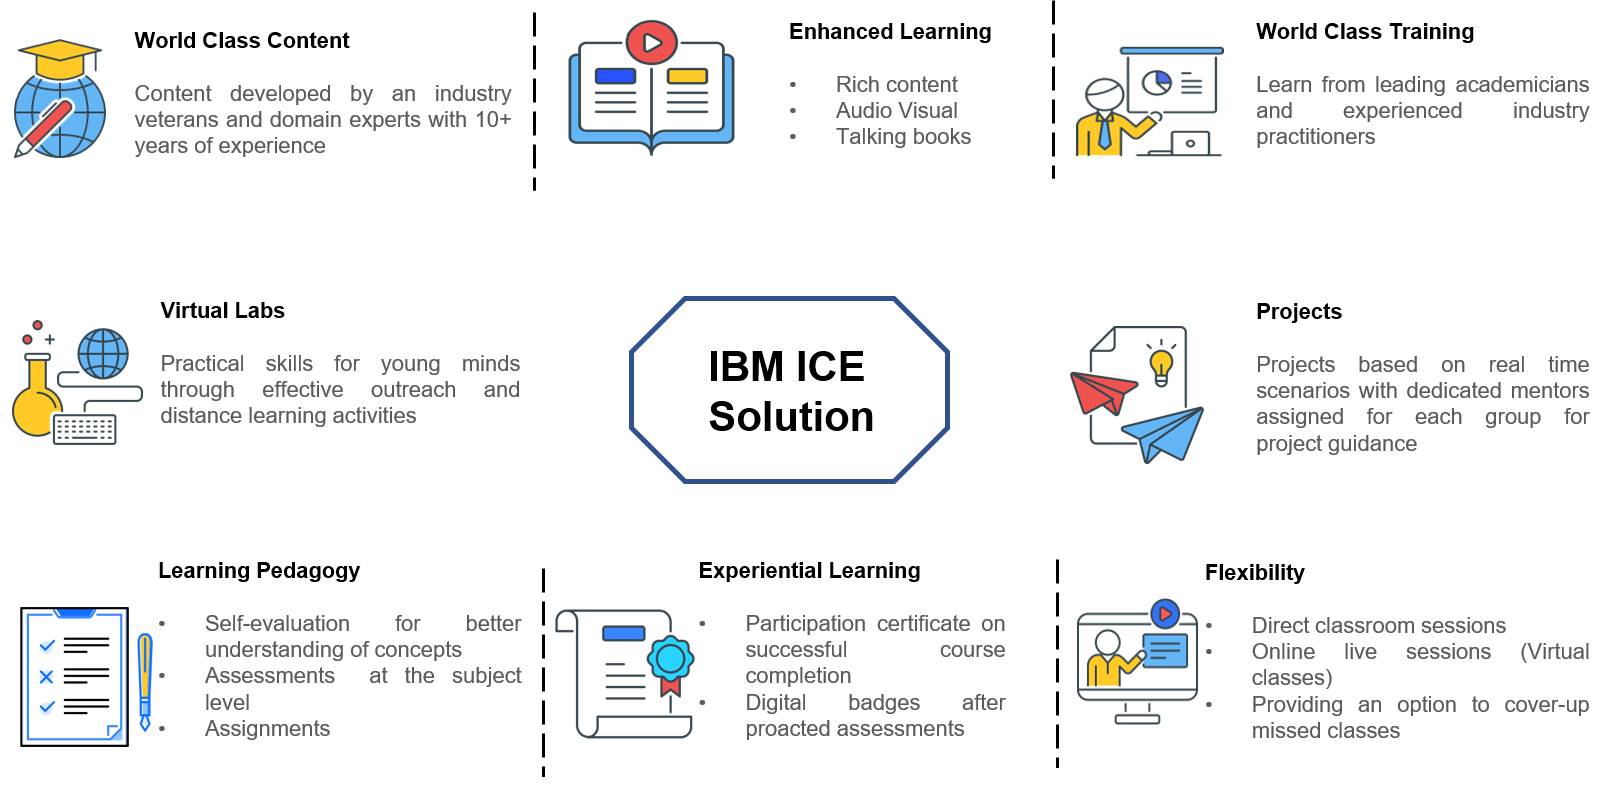 World Class Content
Content developed by an industry
veterans and domain experts with 10+
years of experience
Enhanced Learning
• Rich content
• Audio Visual
• Talking books
World Class Training
Learn from leading academicians
and experienced industry
practitioners
Virtual Labs
Practical skills for young minds
through effective outreach and
distance learning activities
IBM ICE
Solution
Projects
Projects based on real time
scenarios with dedicated mentors
assigned for each group for
project guidance
Learning Pedagogy
• Self-evaluation for better
understanding of concepts
• Assessments at the subject
level
• Assignments
Experiential Learning
• Participation certificate on
successful course
completion
• Digital badges after
proacted assessments
Flexibility
• Direct classroom sessions
• Online live sessions (Virtual
classes)
• Providing an option to cover-up
missed classes